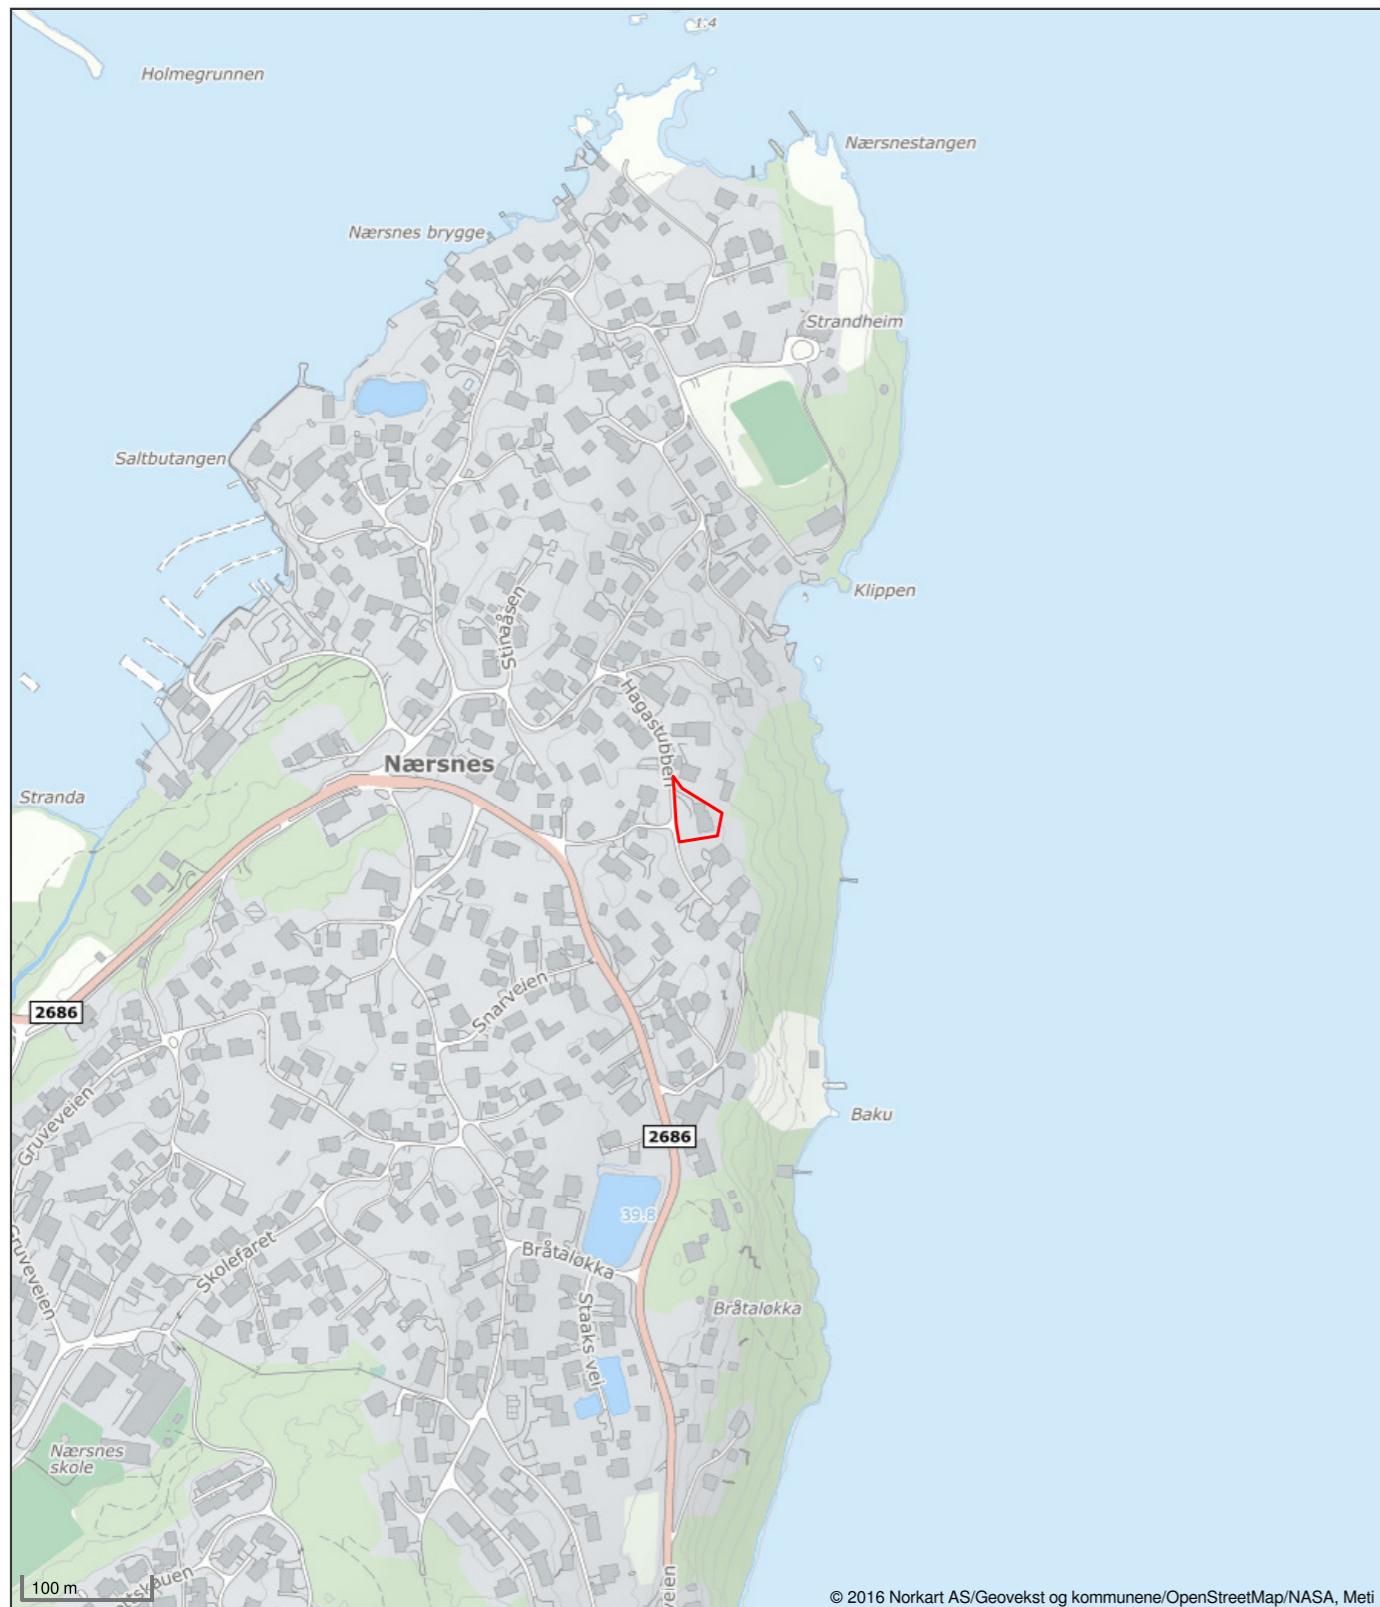 1:4
Holmegrunnen
Nærsnestangen
Nærsnes brygge
Strandheim
Saltbutangen
Klippen
Stinaåsen
Hagastubben
Nærsnes
Stranda
Snarveien
2686
Gruveveien
Baku
2686
39.8
Skolefaret
Bråtaløkka
Gruveveien
Staaks vei
Bråtaløkka
Nærsnes
skole
tskauen
veien
100 m
© 2016 Norkart AS/Geovekst og kommunene/OpenStreetMap/NASA, Meti